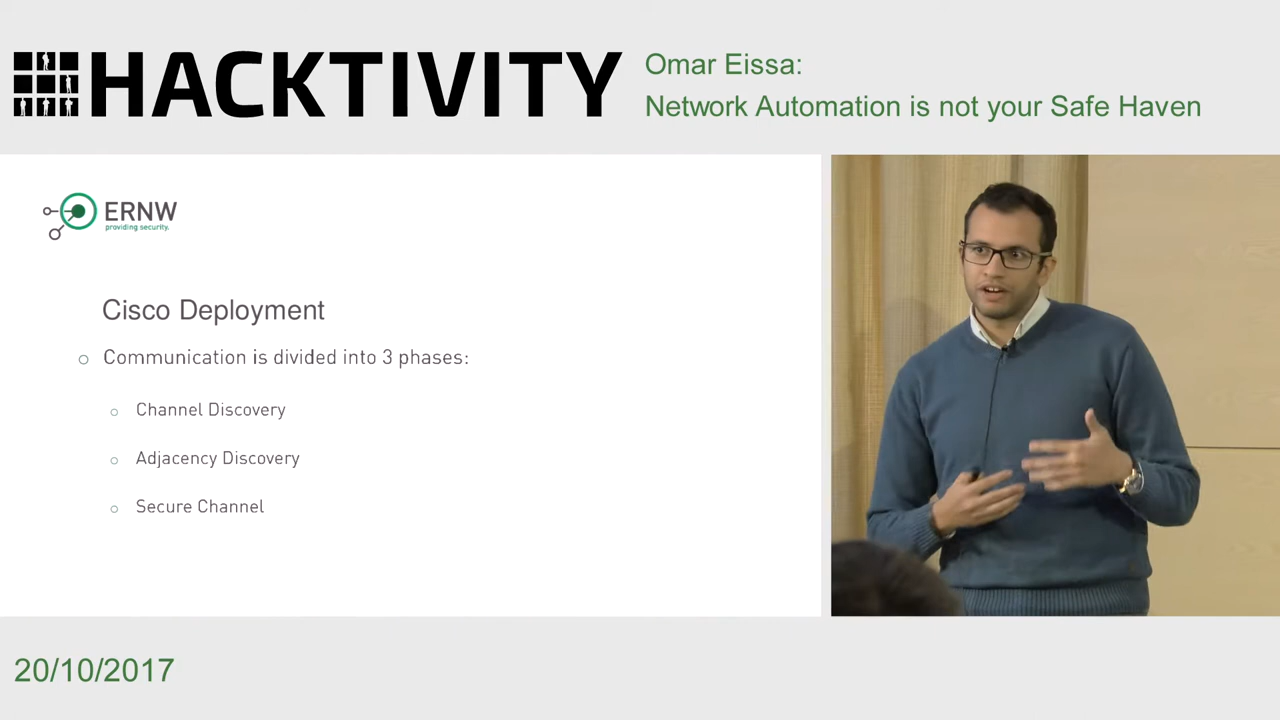 HACKTIVITY
Omar Eissa:
Network Automation is not your Safe Haven
ERNW
providing security.
Cisco Deployment
Communication is divided into 3 phases:
Channel Discovery
Adjacency Discovery
Secure Channel
20/10/2017